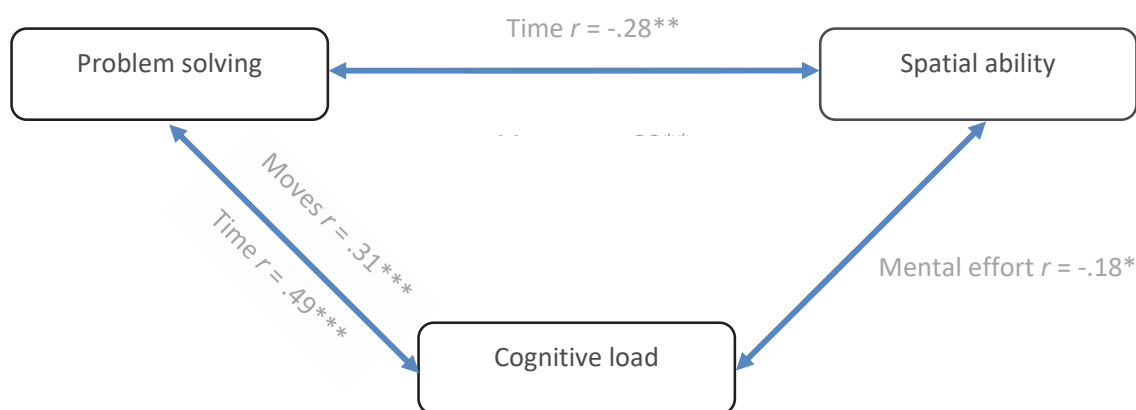 Time r = -.28**
Problem solving
Spatial ability
Moves r = .31***
Time r = .49***
Mental effort r = -.18*
Cognitive load